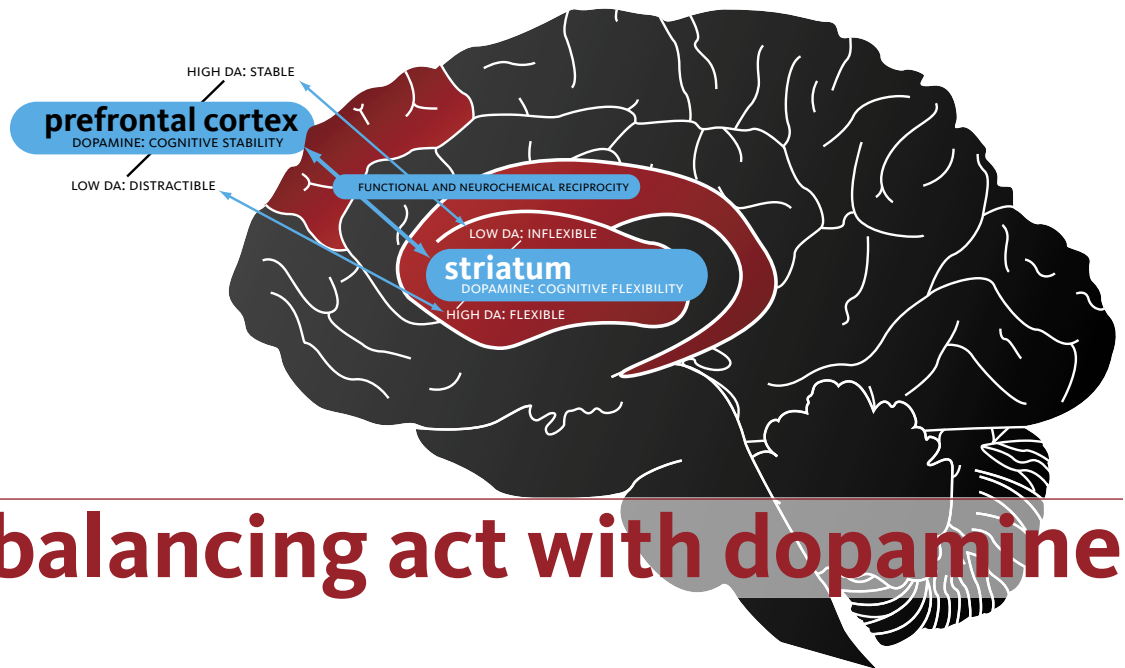 HIGH DA: STABLE
prefrontal cortex
DOPAMINE: COGNITIVE STABILITY
LOW DA: DISTRACTIBLE
FUNCTIONAL AND NEUROCHEMICAL RECIPROCITY
LOW DA: INFLEXIBLE
striatum
DOPAMINE: COGNITIVE FLEXIBILITY
HIGH DA: FLEXIBLE
balancing act with dopamine